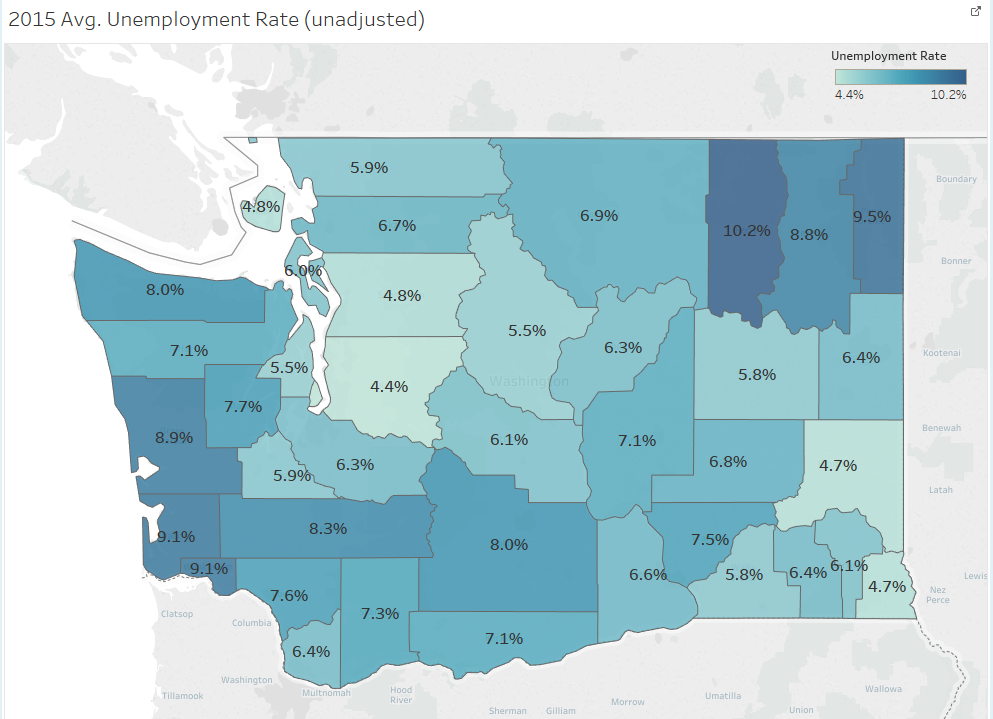 2015 Avg. Unemployment Rate (unadjusted)
Unemployment Rate
4.4% 10.2%
5.9%
Boundary
4.8%
6.7%
6.9%
10.2%
8.8%
9.5%
Bonner
6.0%
8.0%
4.8%
5.5%
7.1%
6.3%
Kootenai
5.5%
5.8%
6.4%
4.4%
Washington
7.7%
Benewah
8.9%
6.1%
7.1%
6.3%
6.8%
4.7%
5.9%
Latah
9.1%
8.3%
8.0%
7.5%
9.1%
6.6%
5.8%
6.4%
6.1%
4.7%
Lewis
Nez
Perce
7.6%
7.3%
Clatsop
Columbia
7.1%
6.4%
Washington
Multnomah
Hood
River
Tillamook
Sherman
Gilliam
Morrow
Umatilla
Union
Wallowa